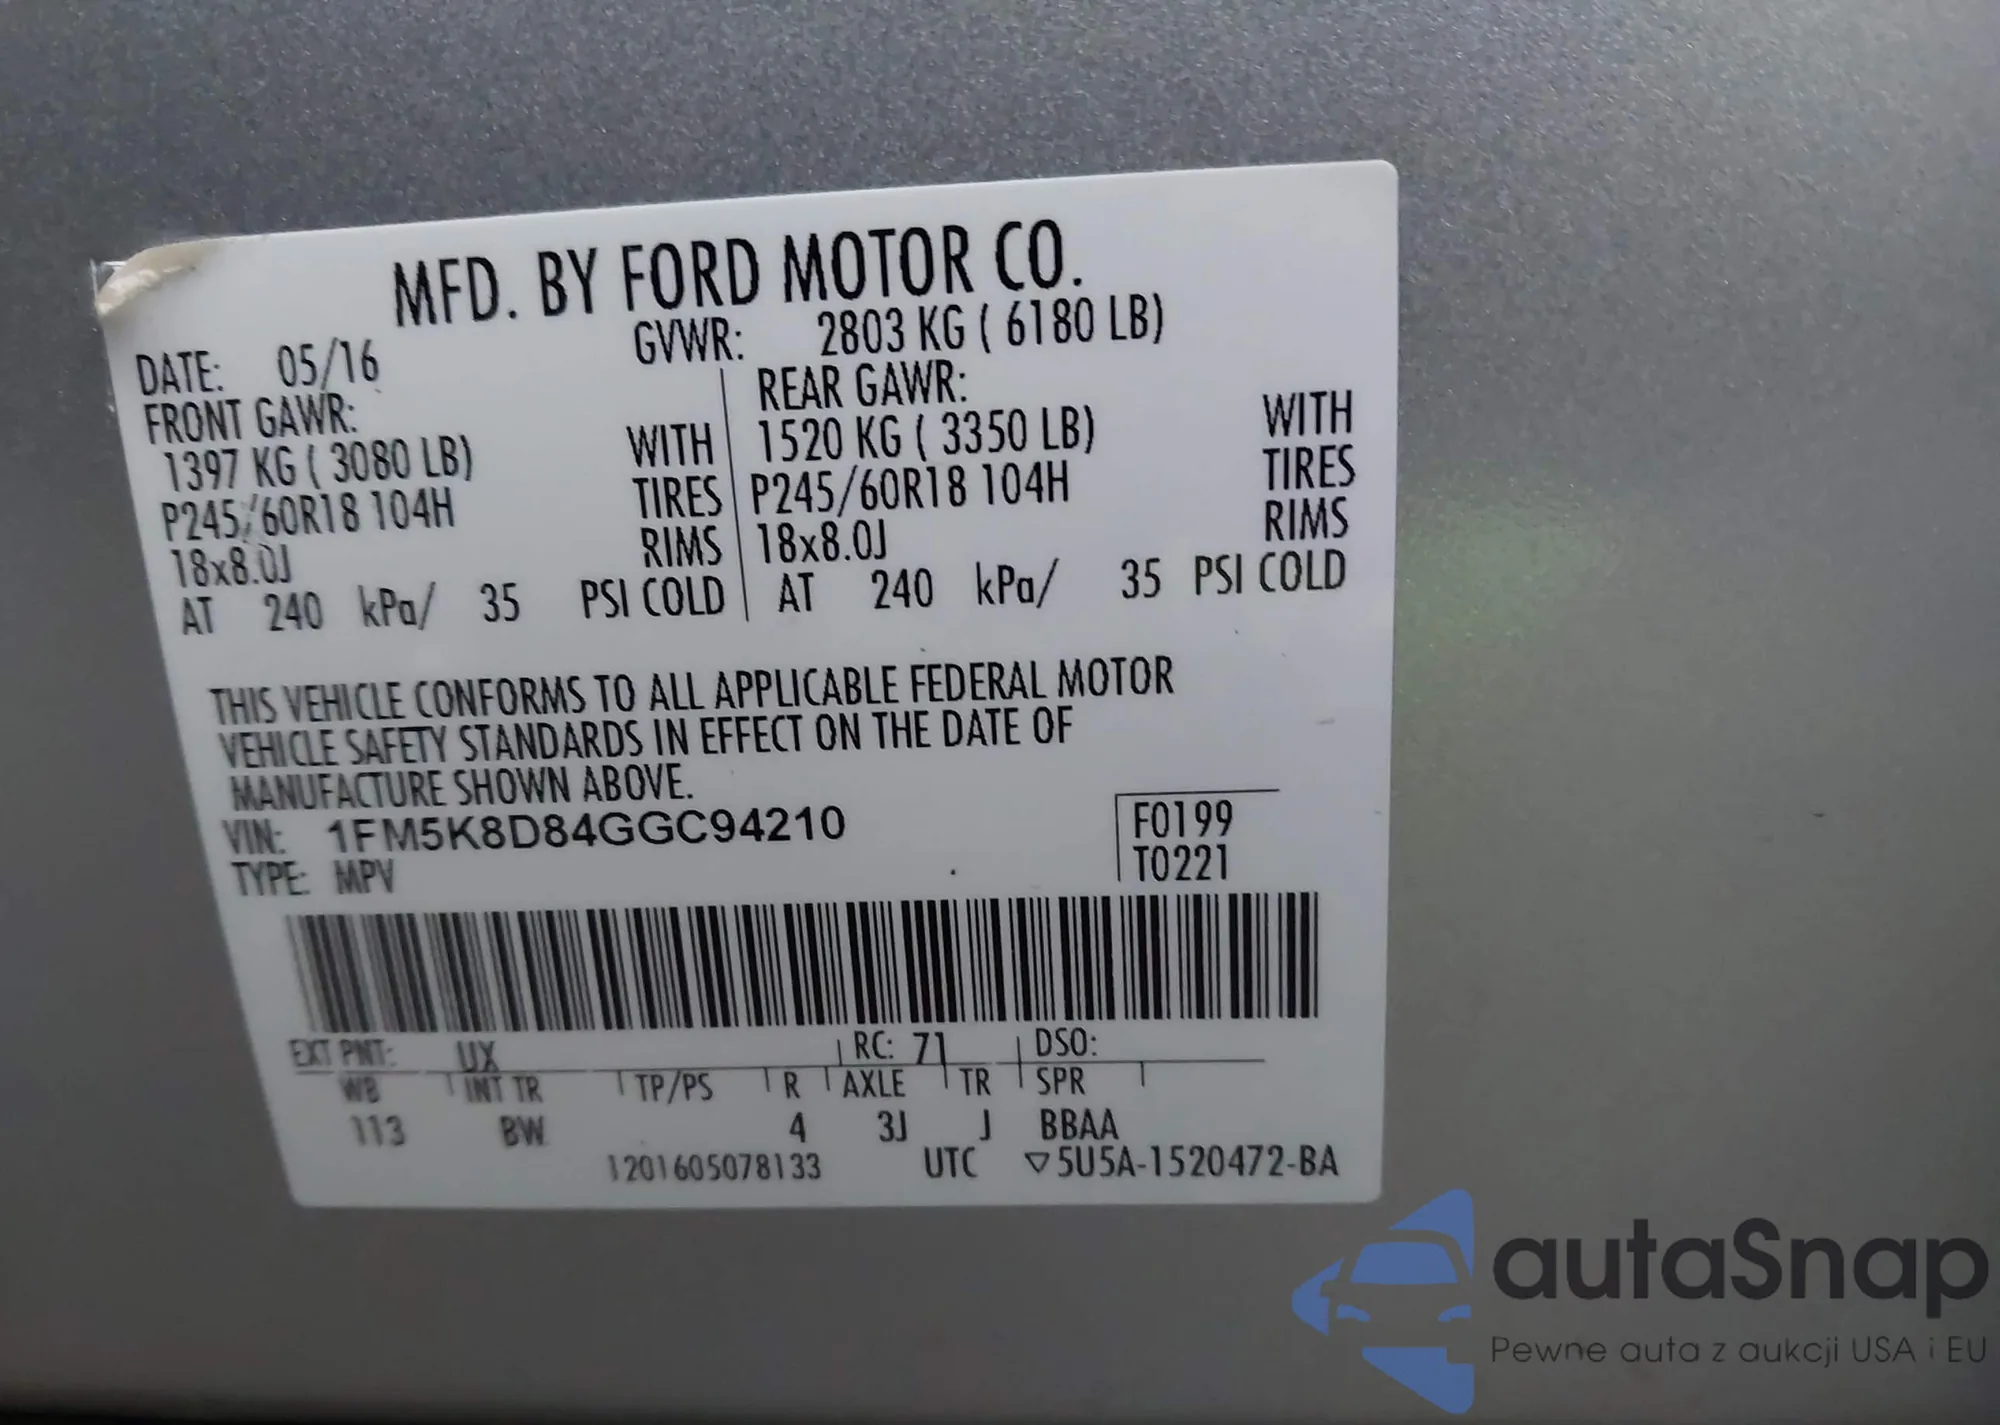 MFD. BY FORD MOTOR CO.
DATE: 05/16 GVWR: 2803 KG ( 6180 LB)
FRONT GAWR: REAR GAWR:
1397 KG ( 3080 LB) WITH 1520 KG ( 3350 LB) WITH
P245/60R18 104H TIRES P245/60R18 104H TIRES
18x8.0J RIMS 18x8.0J RIMS
AT 240 kPa/ 35 PSI COLD AT 240 kPa/ 35 PSI COLD
THIS VEHICLE CONFORMS TO ALL APPLICABLE FEDERAL MOTOR
VEHICLE SAFETY STANDARDS IN EFFECT ON THE DATE OF
MANUFACTURE SHOWN ABOVE.
VIN: 1FM5K8D84GGC94210 F0199
TYPE: MPV T0221
EXT PNT: UX RC: 71 DSO:
WB INT TR TP/PS R AXLE TR SPR
113 BW 4 3J J BBAA
1201605078133 UTC ▽5U5A-1520472-BA
autaSnap
Pewne auta z aukcji USA i EU